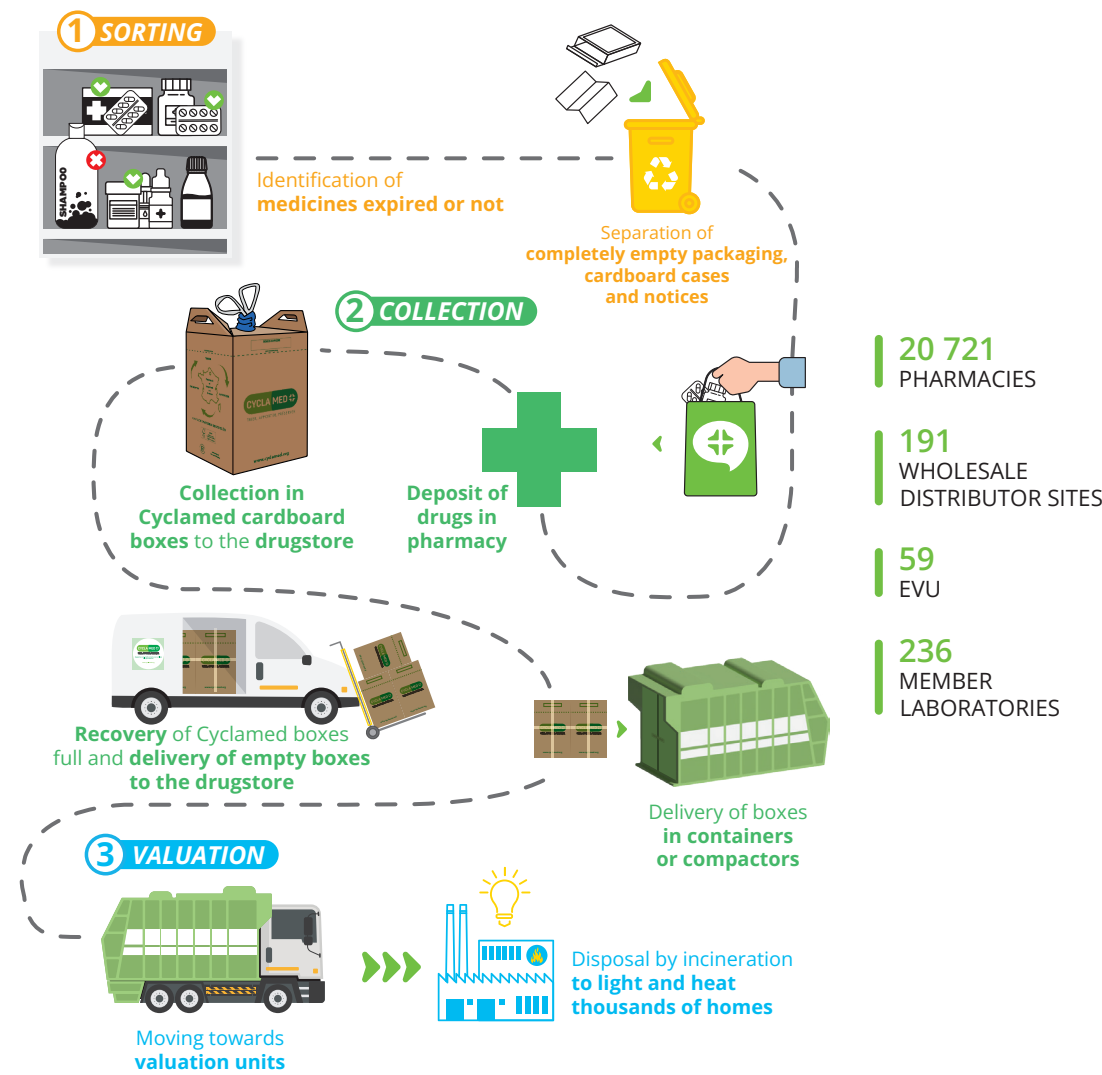 1 SORTING
SHAMPOO
Identification of
medicines expired or not
Separation of
completely empty packaging,
cardboard cases
and notices
2 COLLECTION
CYCLAMED
www.cyclamed.org
Collection in
Cyclamed cardboard
boxes to the drugstore
Deposit of
drugs in
pharmacy
20 721
PHARMACIES
191
WHOLESALE
DISTRIBUTOR SITES
59
EVU
236
MEMBER
LABORATORIES
Recovery of Cyclamed boxes
full and delivery of empty boxes
to the drugstore
Delivery of boxes
in containers
or compactors
3 VALUATION
Moving towards
valuation units
Disposal by incineration
to light and heat
thousands of homes